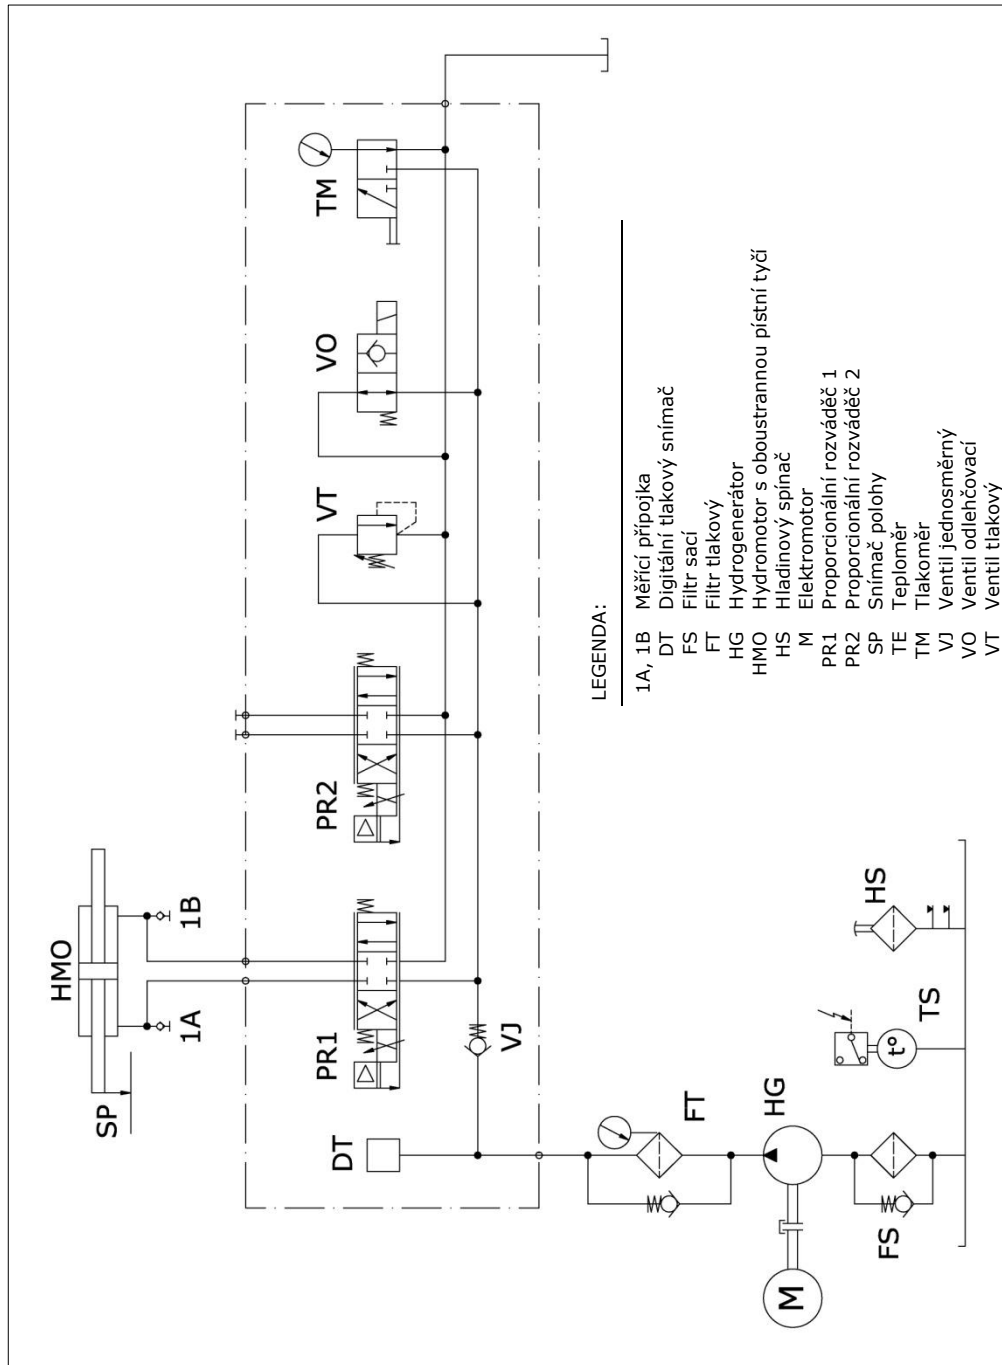 HMO
SP
1A
1B
DT
PR1
PR2
VT
VO
TM
VJ
M
FT
HG
FS
t°
TS
HS
LEGENDA:
1A, 1B Měřící přípojka
DT Digitální tlakový snímač
FS Filtr sací
FT Filtr tlakový
HG Hydrogenerátor
HMO Hydromotor s oboustrannou pístní tyčí
HS Hladinový spínač
M Elektromotor
PR1 Proporcionální rozváděč 1
PR2 Proporcionální rozváděč 2
SP Snímač polohy
TE Teploměr
TM Tlakoměr
VJ Ventil jednosměrný
VO Ventil odlehčovací
VT Ventil tlakový